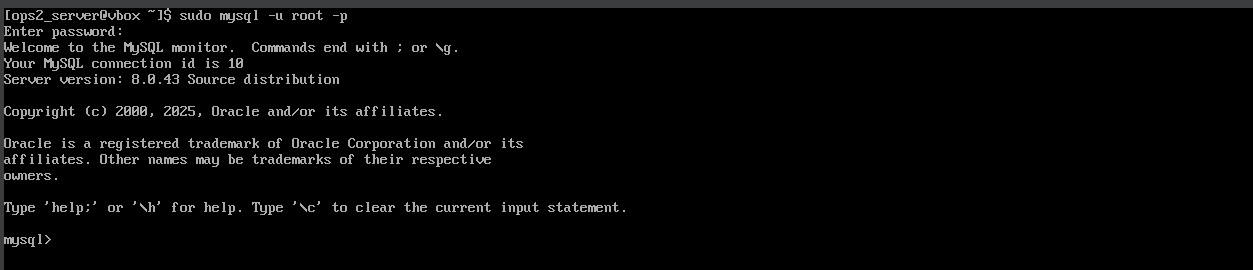 [ops2_server@vbox ~]$ sudo mysql -u root -p
Enter password:
Welcome to the MySQL monitor.  Commands end with ; or \g.
Your MySQL connection id is 10
Server version: 8.0.43 Source distribution
Copyright (c) 2000, 2025, Oracle and/or its affiliates.
Oracle is a registered trademark of Oracle Corporation and/or its
affiliates. Other names may be trademarks of their respective
owners.
Type 'help;' or '\h' for help. Type '\c' to clear the current input statement.
mysql>